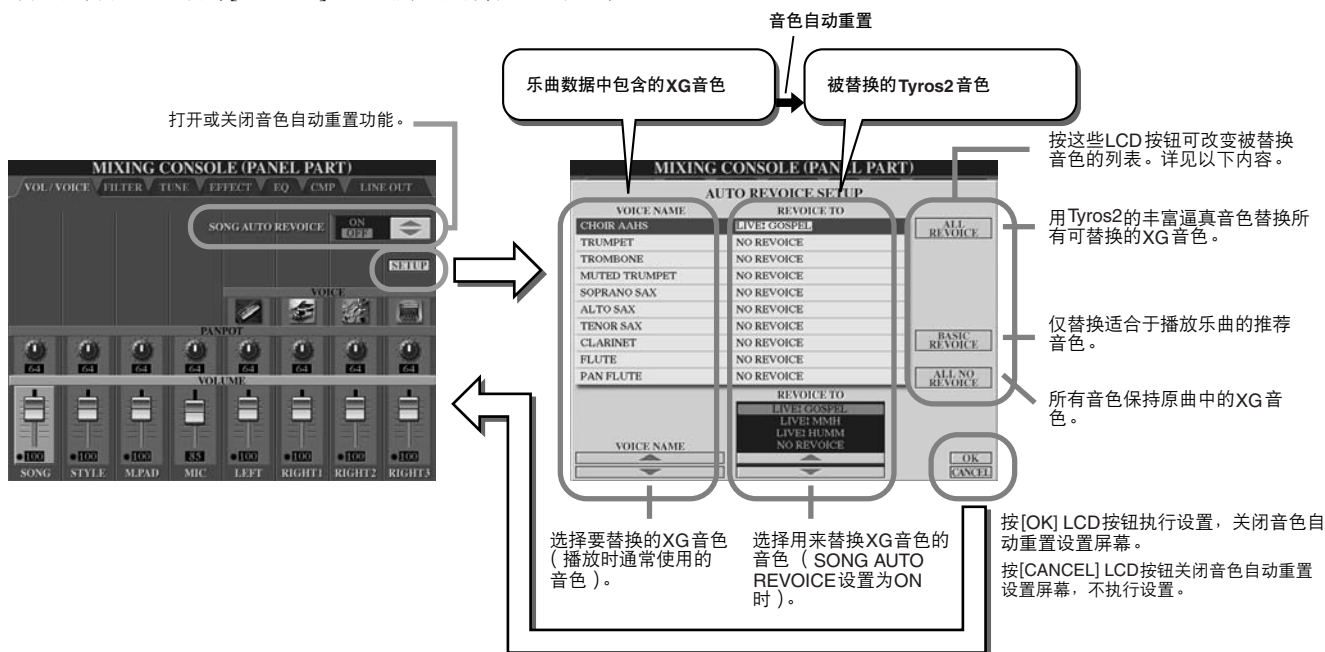 音色自动重置
乐曲数据中包含的XG音色
被替换的Tyros2音色
打开或关闭音色自动重置功能。
MIXING CONSOLE (PANEL PART)
VOL/VOICE FILTER TUNE EFFECT EQ CMP LINE OUT
SONG AUTO REVOICE
ON
OFF
SETUP
VOICE
PANPOT
64 64 64 64 64 64 64 64
VOLUME
100 100 100 85 100 100 100 100
SONG STYLE M.PAD MIC LEFT RIGHT1 RIGHT2 RIGHT3
MIXING CONSOLE (PANEL PART)
AUTO REVOICE SETUP
VOICE NAME REVOICE TO
CHOIR AAHS LIVE! GOSPEL
TRUMPET NO REVOICE
TROMBONE NO REVOICE
MUTED TRUMPET NO REVOICE
SOPRANO SAX NO REVOICE
ALTO SAX NO REVOICE
TENOR SAX NO REVOICE
CLARINET NO REVOICE
FLUTE NO REVOICE
PAN FLUTE NO REVOICE
REVOICE TO
LIVE! GOSPEL
LIVE! MMH
LIVE! HUMM
NO REVOICE
VOICE NAME
ALL
REVOICE
BASIC
REVOICE
ALL NO
REVOICE
OK
CANCEL
按这些LCD按钮可改变被替换
音色的列表。详见以下内容。
用Tyros2的丰富逼真音色替换所
有可替换的XG音色。
仅替换适合于播放乐曲的推荐
音色。
所有音色保持原曲中的XG音
色。
选择要替换的XG音色
（播放时通常使用的
音色）。
选择用来替换XG音色的
音色（SONG AUTO
REVOICE设置为ON
时）。
按[OK] LCD按钮执行设置，关闭音色自
动重置设置屏幕。
按[CANCEL] LCD按钮关闭音色自动重置
设置屏幕，不执行设置。